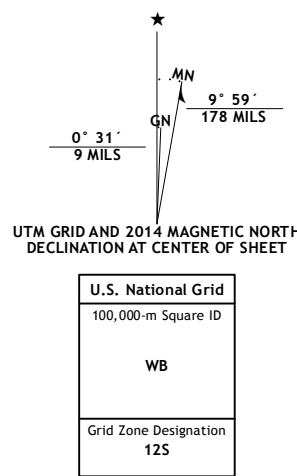 MN
GN
9° 59´
178 MILS
0° 31´
9 MILS
UTM GRID AND 2014 MAGNETIC NORTH
DECLINATION AT CENTER OF SHEET
U.S. National Grid
100,000-m Square ID
WB
Grid Zone Designation
12S